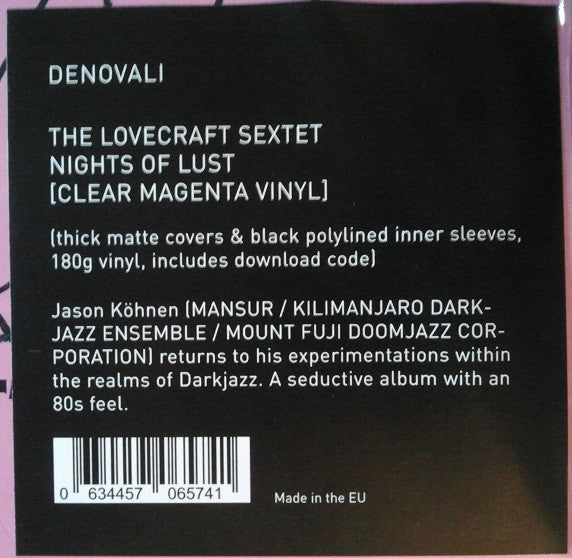 DENOVALI
THE LOVECRAFT SEXTET
NIGHTS OF LUST
[CLEAR MAGENTA VINYL]
(thick matte covers & black polylined inner sleeves,
180g vinyl, includes download code)
Jason Köhnen (MANSUR / KILIMANJARO DARK-
JAZZ ENSEMBLE / MOUNT FUJI DOOMJAZZ COR-
PORATION) returns to his experimentations within
the realms of Darkjazz. A seductive album with an
80s feel.
0 634457 065741
Made in the EU